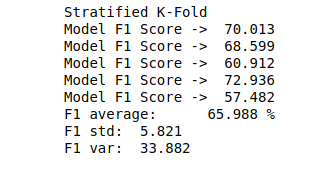 Stratified K-Fold
Model F1 Score ->  70.013
Model F1 Score ->  68.599
Model F1 Score ->  60.912
Model F1 Score ->  72.936
Model F1 Score ->  57.482
F1 average:      65.988 %
F1 std:  5.821
F1 var:  33.882